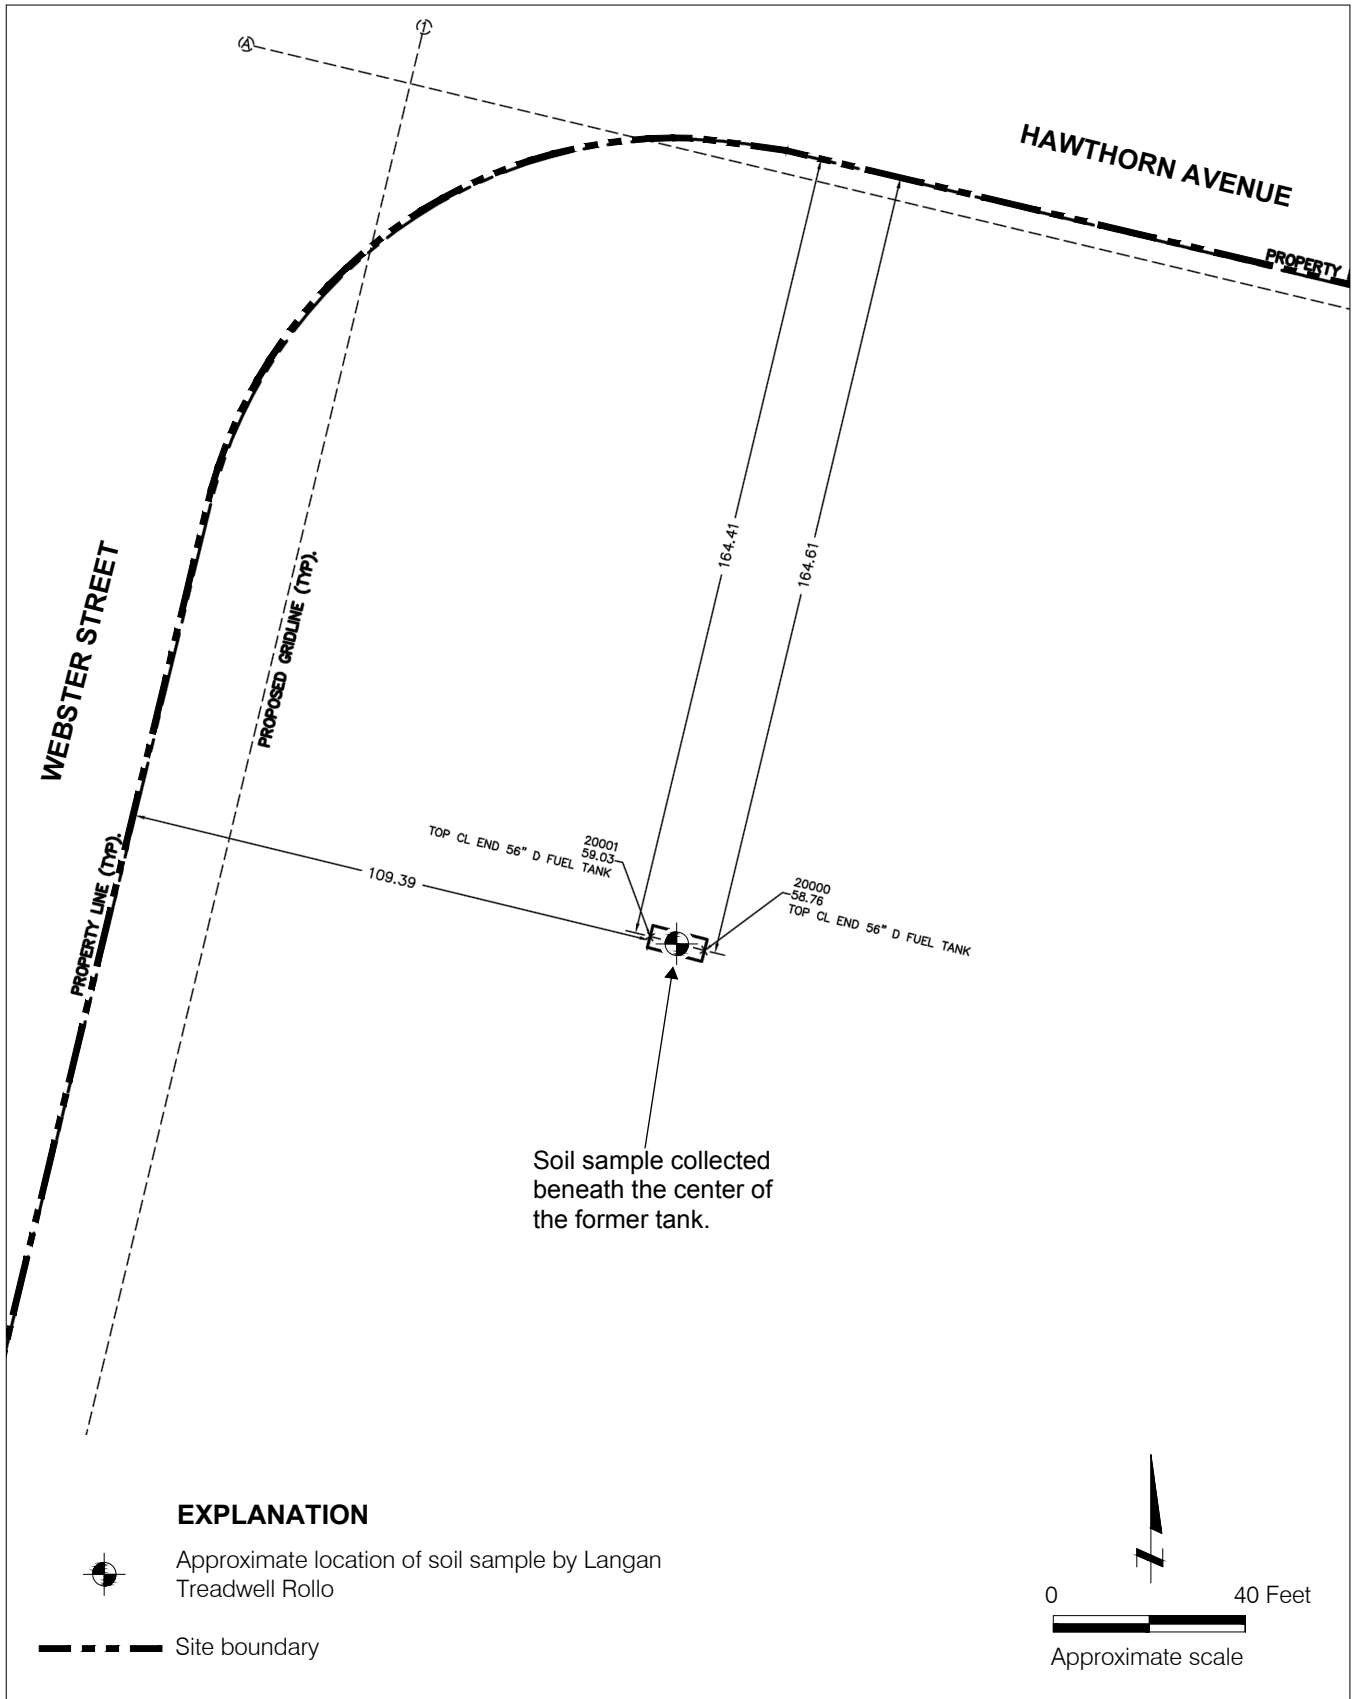 A
1
HAWTHORN AVENUE
PROPERTY
164.41
164.61
WEBSTER STREET
PROPOSED GRIDLINE (TYP).
PROPERTY LINE (TYP).
109.39
20001
59.03
TOP CL END 56" D FUEL TANK
20000
58.76
TOP CL END 56" D FUEL TANK
Soil sample collected
beneath the center of
the former tank.
EXPLANATION
Approximate location of soil sample by Langan
Treadwell Rollo
Site boundary
0 40 Feet
Approximate scale